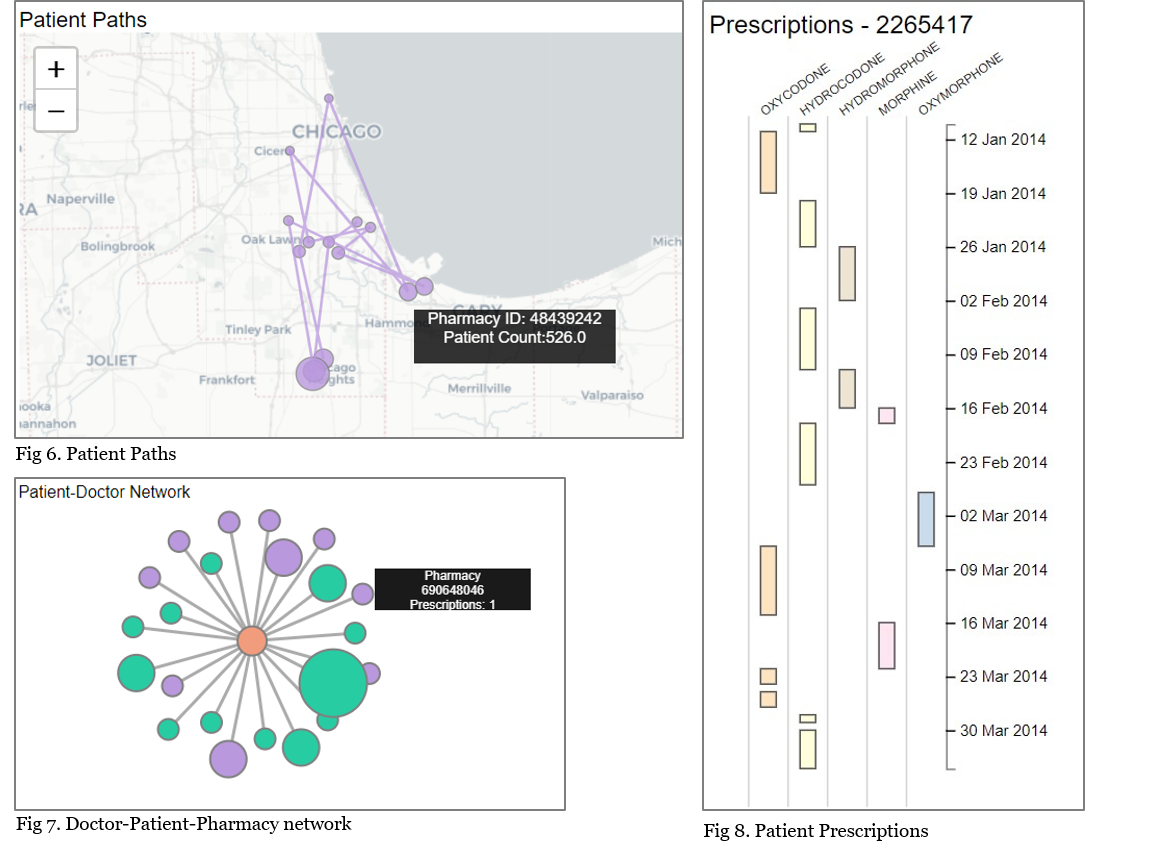 Patient Paths
+
−
CHICAGO
Cicero
Naperville
RA
Bolingbrook
Oak Lawn
Mich
GARY
Hammo
Tinley Park
JOLIET
Frankfort
cago
ghts
Merrillville
Valparaiso
ooka
nannahon
Pharmacy ID: 48439242
Patient Count:526.0
Fig 6. Patient Paths
Patient-Doctor Network
Pharmacy
690648046
Prescriptions: 1
Fig 7. Doctor-Patient-Pharmacy network
Prescriptions - 2265417
OXYCODONE
HYDROCODONE
HYDROMORPHONE
MORPHINE
OXYMORPHONE
12 Jan 2014
19 Jan 2014
26 Jan 2014
02 Feb 2014
09 Feb 2014
16 Feb 2014
23 Feb 2014
02 Mar 2014
09 Mar 2014
16 Mar 2014
23 Mar 2014
30 Mar 2014
Fig 8. Patient Prescriptions